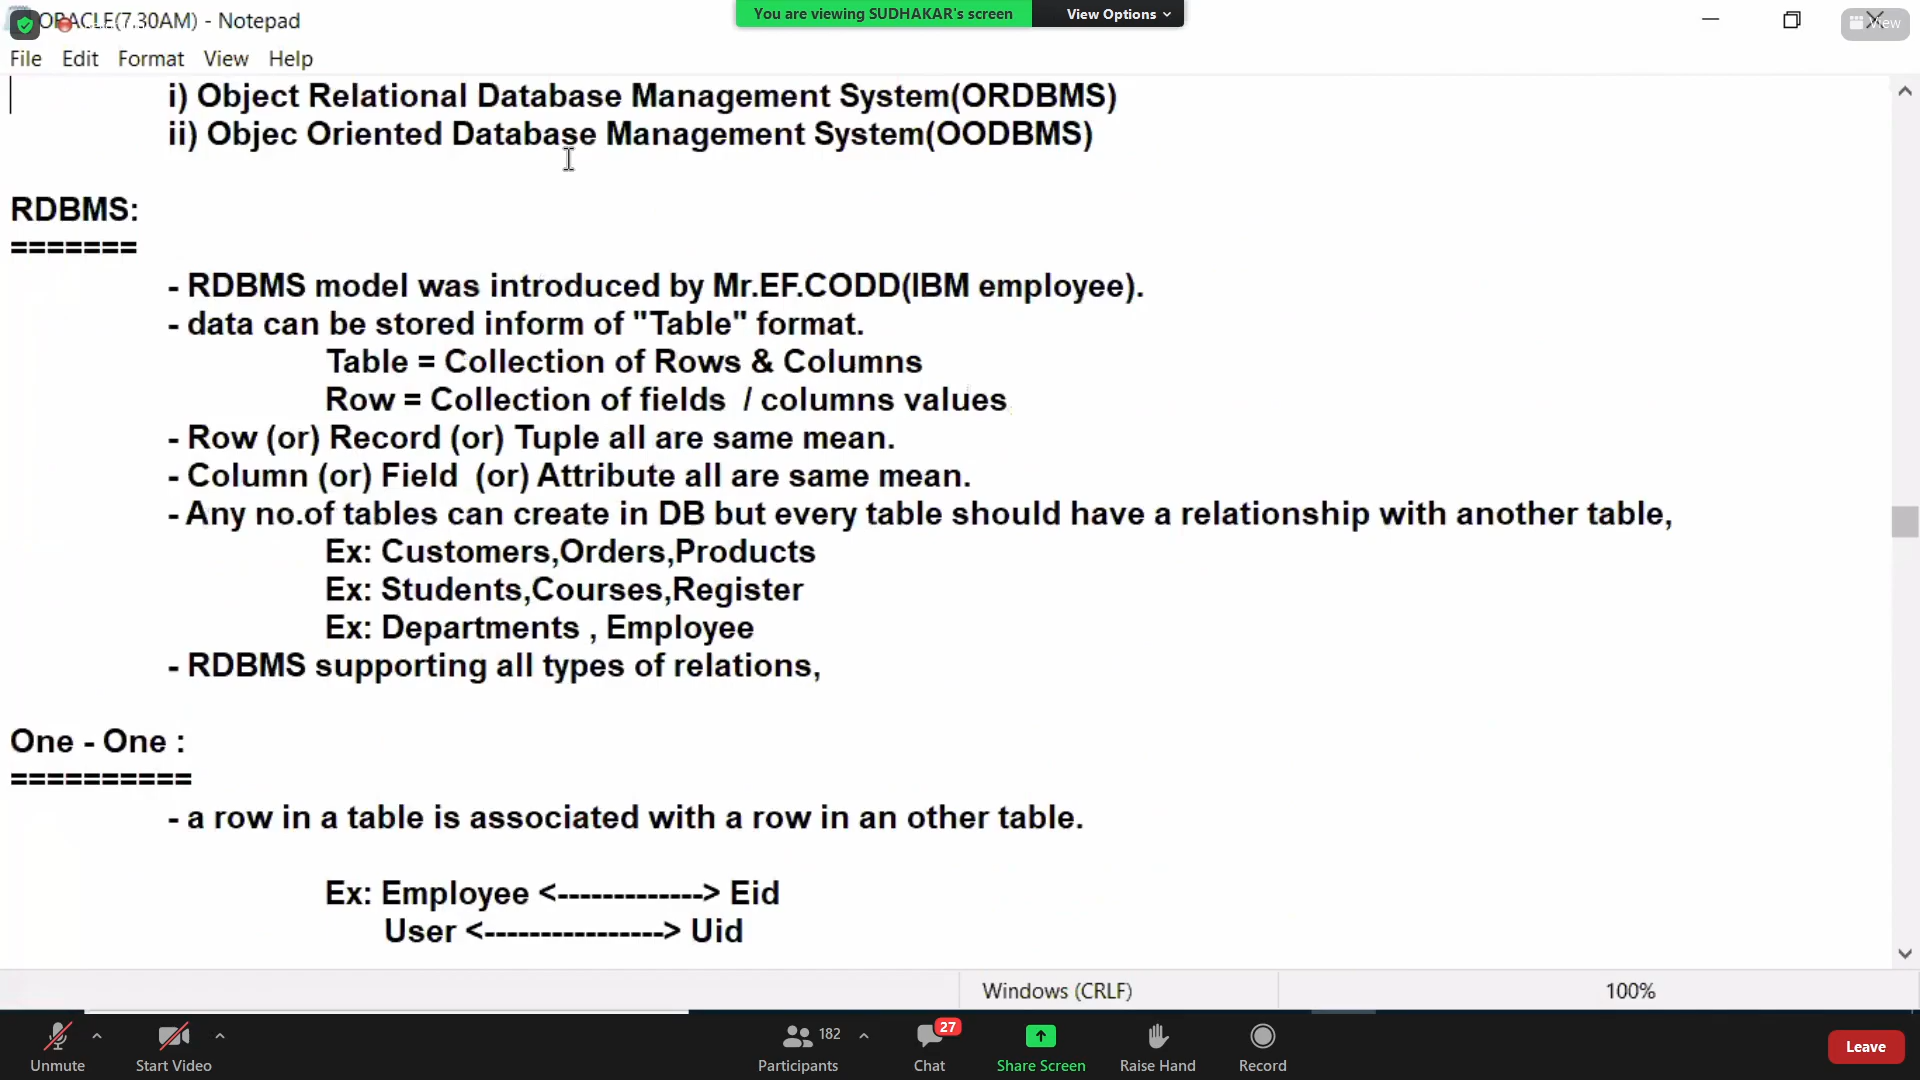 ORACLE(7.30AM) - Notepad
You are viewing SUDHAKAR's screen
View Options
View
File Edit Format View Help
i) Object Relational Database Management System(ORDBMS)
ii) Objec Oriented Database Management System(OODBMS)
RDBMS:
=======
- RDBMS model was introduced by Mr.EF.CODD(IBM employee).
- data can be stored inform of "Table" format.
Table = Collection of Rows & Columns
Row = Collection of fields / columns values
- Row (or) Record (or) Tuple all are same mean.
- Column (or) Field (or) Attribute all are same mean.
- Any no.of tables can create in DB but every table should have a relationship with another table,
Ex: Customers,Orders,Products
Ex: Students,Courses,Register
Ex: Departments , Employee
- RDBMS supporting all types of relations,
One - One :
==========
- a row in a table is associated with a row in an other table.
Ex: Employee <-------------> Eid
User <----------------> Uid
Windows (CRLF)
100%
Unmute
Start Video
182
Participants
27
Chat
Share Screen
Raise Hand
Record
Leave